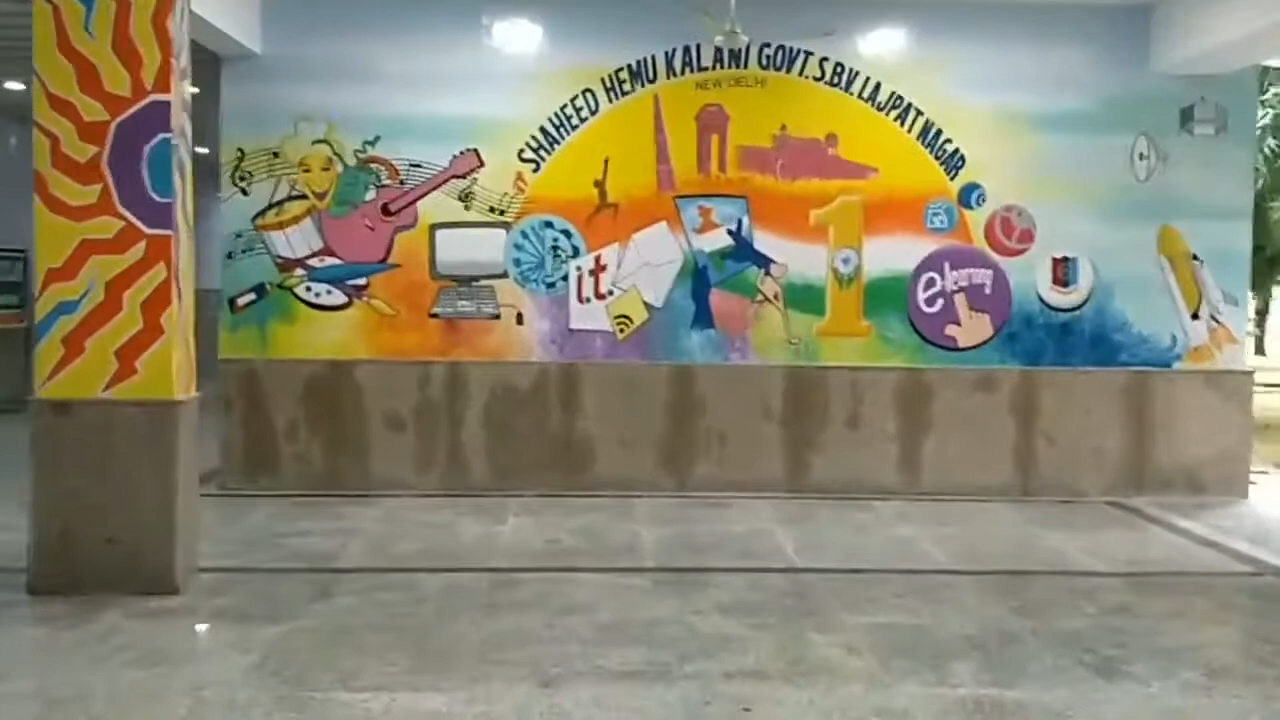 SHAHEED HEMU KALANI GOVT.S.B.V.LAJPAT NAGAR
NEW DELHI
i.t.
1
e-learning